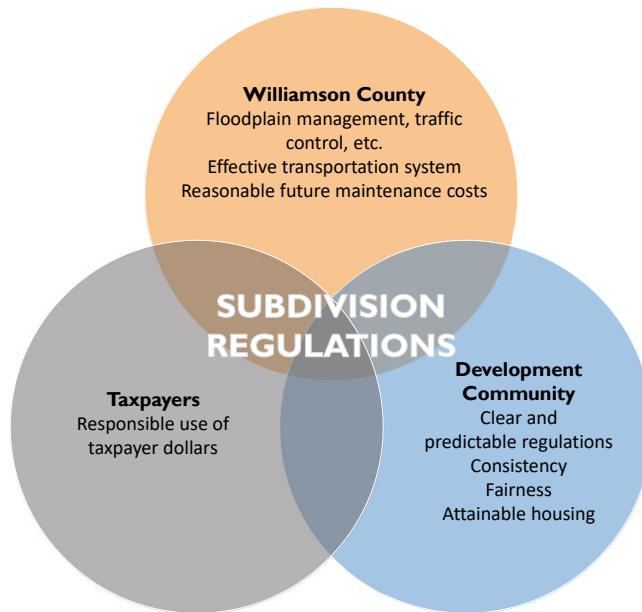 Williamson County
Floodplain management, traffic
control, etc.
Effective transportation system
Reasonable future maintenance costs
SUBDIVISION
REGULATIONS
Taxpayers
Responsible use of
taxpayer dollars
Development
Community
Clear and
predictable regulations
Consistency
Fairness
Attainable housing